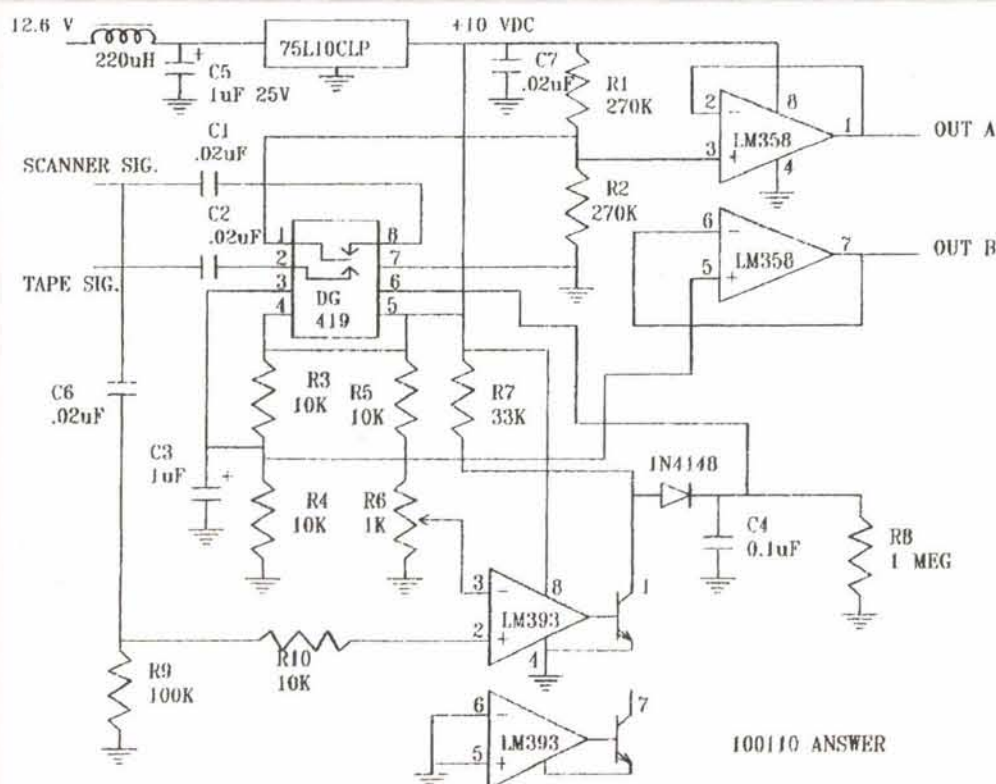 12.6 V
220uH
+
C5
1uF 25V
75L10CLP
+10 VDC
C7
.02uF
R1
270K
2
-
8
LM358
1
OUT A
3
+
4
C1
.02uF
SCANNER SIG.
C2
.02uF
TAPE SIG.
1
2
3
4
8
7
6
5
DG
419
R2
270K
6
-
LM358
7
OUT B
5
+
C6
.02uF
R3
10K
R5
10K
R7
33K
C3
1uF
+
R4
10K
R6
1K
1N4148
C4
0.1uF
R8
1 MEG
3
-
8
LM393
1
2
+
4
R10
10K
R9
100K
6
-
LM393
7
5
+
100110 ANSWER